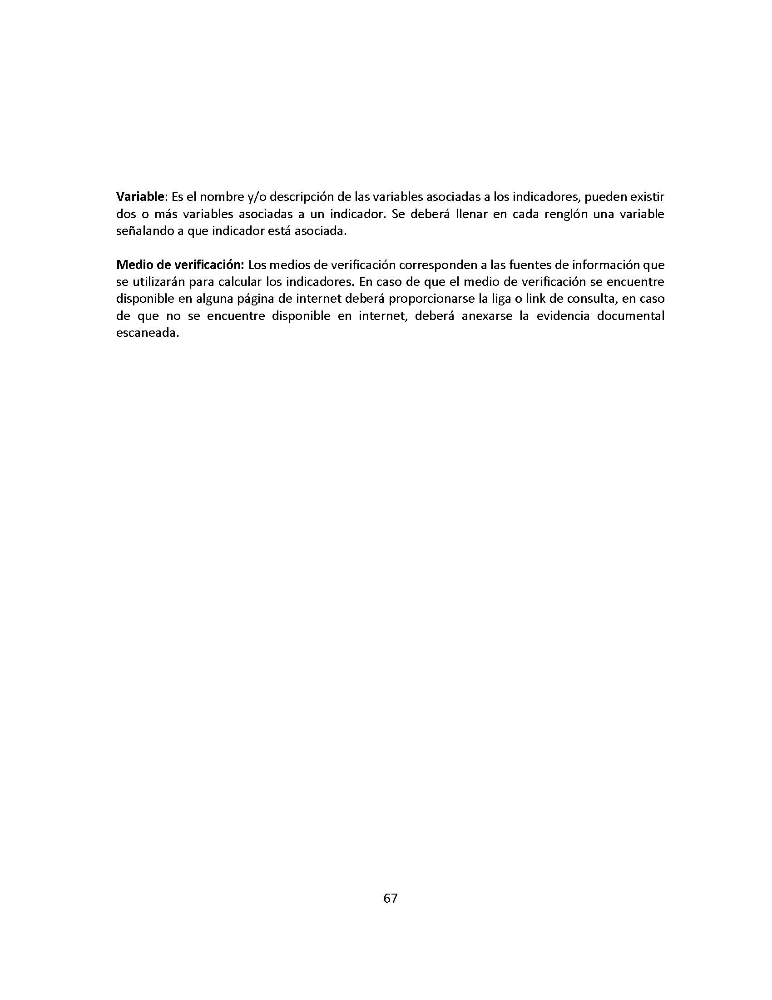 Variable: Es el nombre y/o descripción de las variables asociadas a los indicadores, pueden existir
dos o más variables asociadas a un indicador. Se deberá llenar en cada renglón una variable
señalando a que indicador está asociada.
Medio de verificación: Los medios de verificación corresponden a las fuentes de información que
se utilizarán para calcular los indicadores. En caso de que el medio de verificación se encuentre
disponible en alguna página de internet deberá proporcionarse la liga o link de consulta, en caso
de que no se encuentre disponible en internet, deberá anexarse la evidencia documental
escaneada.
67